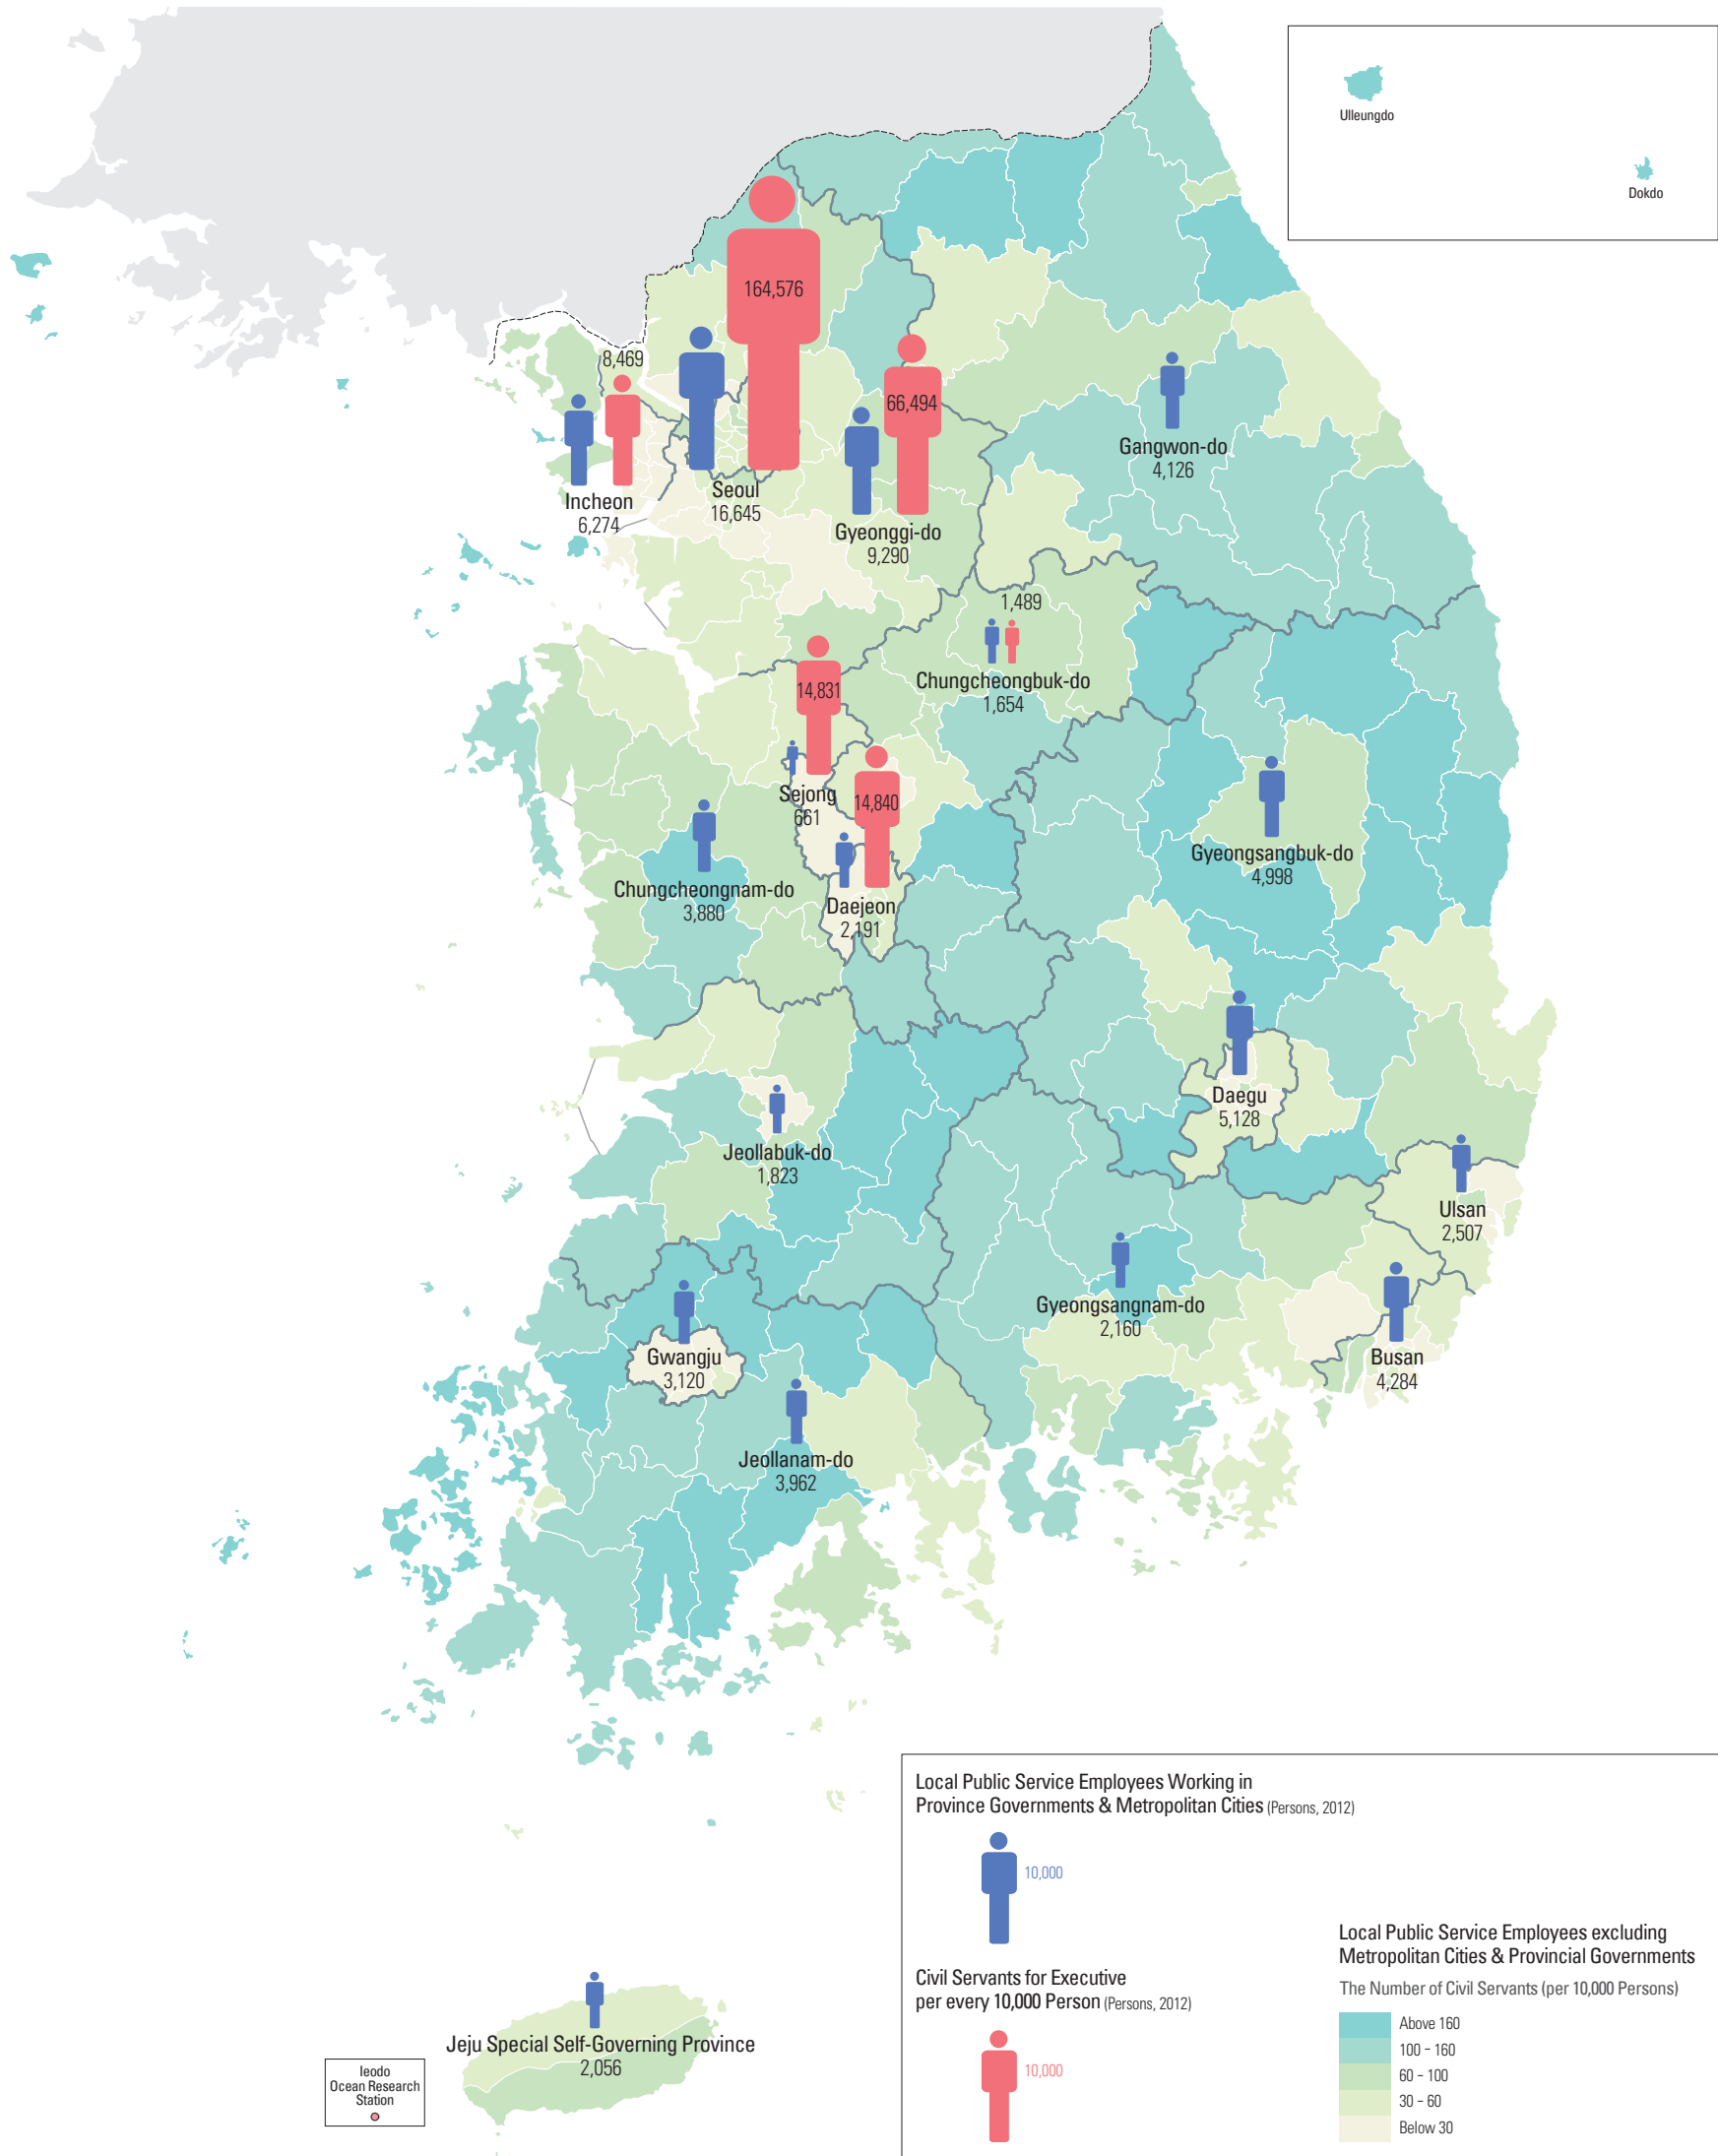 Ulleungdo
Dokdo
164,576
8,469
66,494
Gangwon-do
4,126
Incheon
6,274
Seoul
16,645
Gyeonggi-do
9,290
1,489
Chungcheongbuk-do
1,654
14,831
Sejong
661
14,840
Gyeongsangbuk-do
4,998
Chungcheongnam-do
3,880
Daejeon
2,191
Daegu
5,128
Jeollabuk-do
1,823
Ulsan
2,507
Gyeongsangnam-do
2,160
Gwangju
3,120
Busan
4,284
Jeollanam-do
3,962
Jeju Special Self-Governing Province
2,056
Ieodo
Ocean Research
Station
Local Public Service Employees Working in
Province Governments & Metropolitan Cities (Persons, 2012)
10,000
Civil Servants for Executive
per every 10,000 Person (Persons, 2012)
10,000
Local Public Service Employees excluding
Metropolitan Cities & Provincial Governments
The Number of Civil Servants (per 10,000 Persons)
Above 160
100 - 160
60 - 100
30 - 60
Below 30